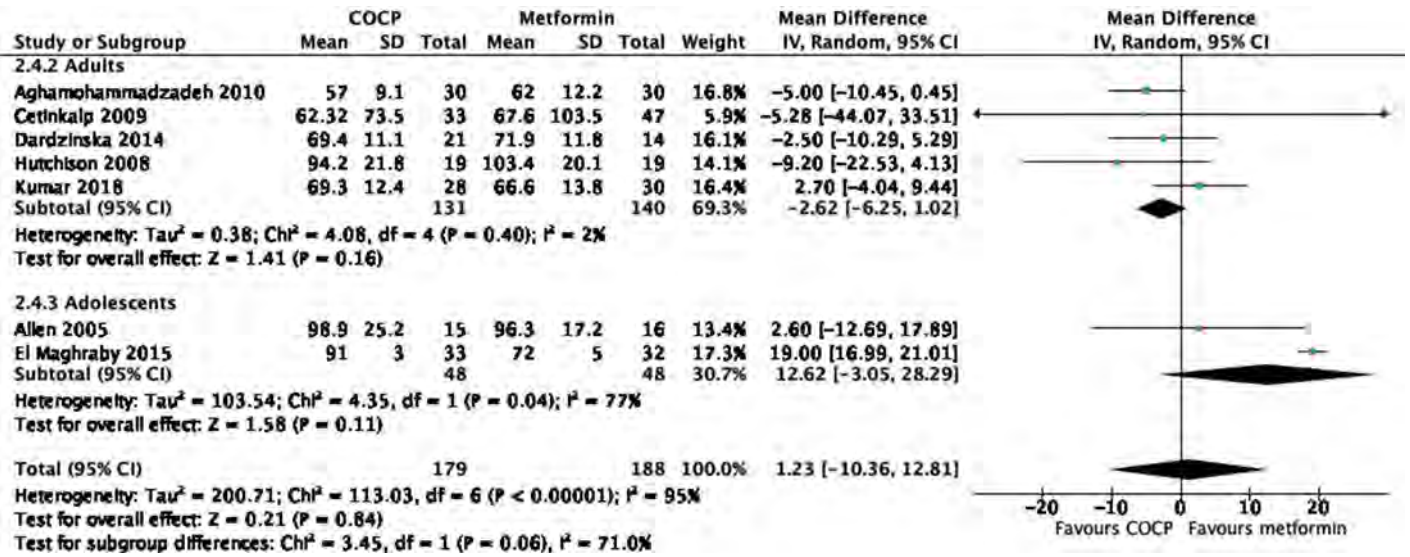 COCP Metformin Mean Difference Mean Difference
Study or Subgroup Mean SD Total Mean SD Total Weight IV, Random, 95% CI IV, Random, 95% CI
2.4.2 Adults
Aghamohammadzadeh 2010 57 9.1 30 62 12.2 30 16.8% −5.00 [−10.45, 0.45]
Cetinkalp 2009 62.32 73.5 33 67.6 103.5 47 5.9% −5.28 [−44.07, 33.51]
Dardzinska 2014 69.4 11.1 21 71.9 11.8 14 16.1% −2.50 [−10.29, 5.29]
Hutchison 2008 94.2 21.8 19 103.4 20.1 19 14.1% −9.20 [−22.53, 4.13]
Kumar 2018 69.3 12.4 28 66.6 13.8 30 16.4% 2.70 [−4.04, 9.44]
Subtotal (95% CI) 131 140 69.3% −2.62 [−6.25, 1.02]
Heterogeneity: Tau² = 0.38; Chi² = 4.08, df = 4 (P = 0.40); I² = 2%
Test for overall effect: Z = 1.41 (P = 0.16)
2.4.3 Adolescents
Allen 2005 98.9 25.2 15 96.3 17.2 16 13.4% 2.60 [−12.69, 17.89]
El Maghraby 2015 91 3 33 72 5 32 17.3% 19.00 [16.99, 21.01]
Subtotal (95% CI) 48 48 30.7% 12.62 [−3.05, 28.29]
Heterogeneity: Tau² = 103.54; Chi² = 4.35, df = 1 (P = 0.04); I² = 77%
Test for overall effect: Z = 1.58 (P = 0.11)
Total (95% CI) 179 188 100.0% 1.23 [−10.36, 12.81]
Heterogeneity: Tau² = 200.71; Chi² = 113.03, df = 6 (P < 0.00001); I² = 95%
Test for overall effect: Z = 0.21 (P = 0.84)
Test for subgroup differences: Chi² = 3.45, df = 1 (P = 0.06), I² = 71.0%
−20 −10 0 10 20
Favours COCP Favours metformin